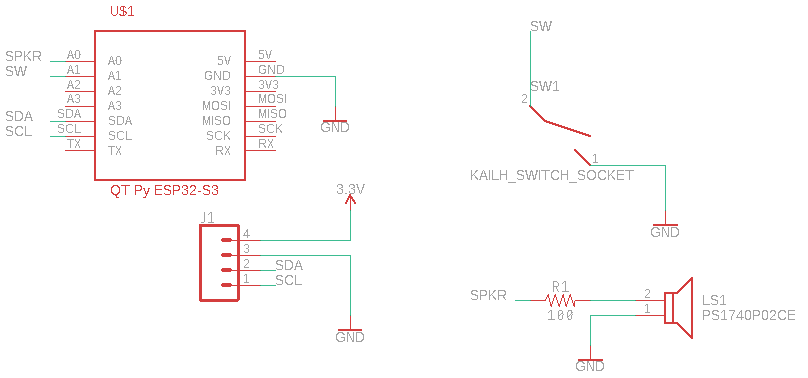 U$1
SPKR A0 A0 5V 5V
SW A1 A1 GND GND
A2 A2 3V3 3V3
A3 A3 MOSI MOSI
SDA SDA SDA MISO MISO
SCL SCL SCL SCK SCK
TX TX RX RX
GND
QT Py ESP32-S3
SW
SW1
2
1
KAILH_SWITCH_SOCKET
GND
3.3V
J1
4
3
2 SDA
1 SCL
GND
SPKR R1 2 LS1
100 1 PS1740P02CE
GND